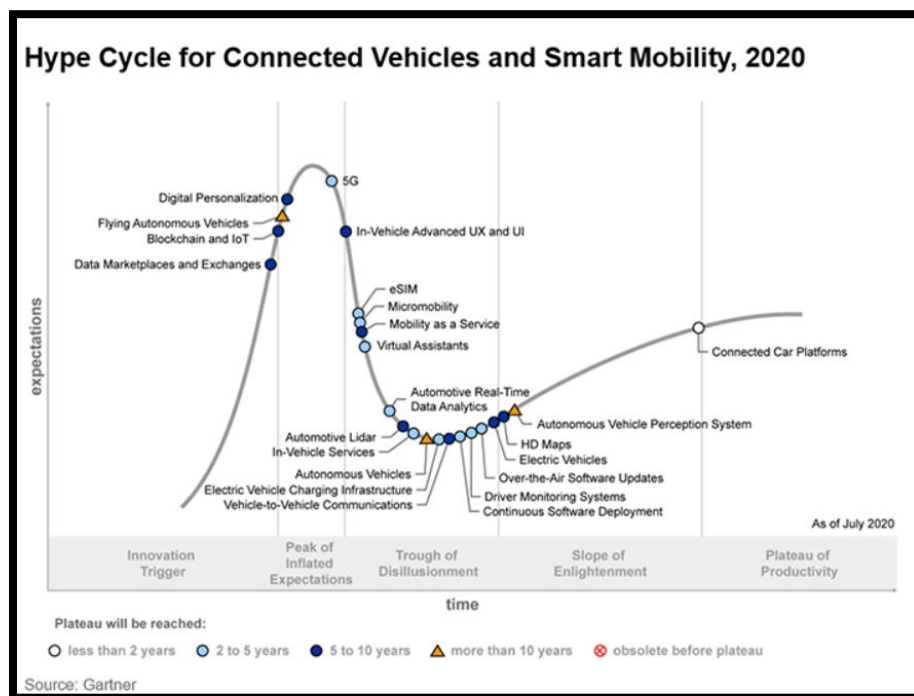 Hype Cycle for Connected Vehicles and Smart Mobility, 2020
5G
Digital Personalization
Flying Autonomous Vehicles
Blockchain and IoT
In-Vehicle Advanced UX and UI
Data Marketplaces and Exchanges
eSIM
Micromobility
Mobility as a Service
Virtual Assistants
Connected Car Platforms
expectations
Automotive Real-Time
Data Analytics
Autonomous Vehicle Perception System
Automotive Lidar
HD Maps
In-Vehicle Services
Electric Vehicles
Autonomous Vehicles
Over-the-Air Software Updates
Electric Vehicle Charging Infrastructure
Driver Monitoring Systems
Vehicle-to-Vehicle Communications
Continuous Software Deployment
As of July 2020
Innovation
Trigger
Peak of
Inflated
Expectations
Trough of
Disillusionment
Slope of
Enlightenment
Plateau of
Productivity
time
Plateau will be reached:
less than 2 years
2 to 5 years
5 to 10 years
more than 10 years
obsolete before plateau
Source: Gartner